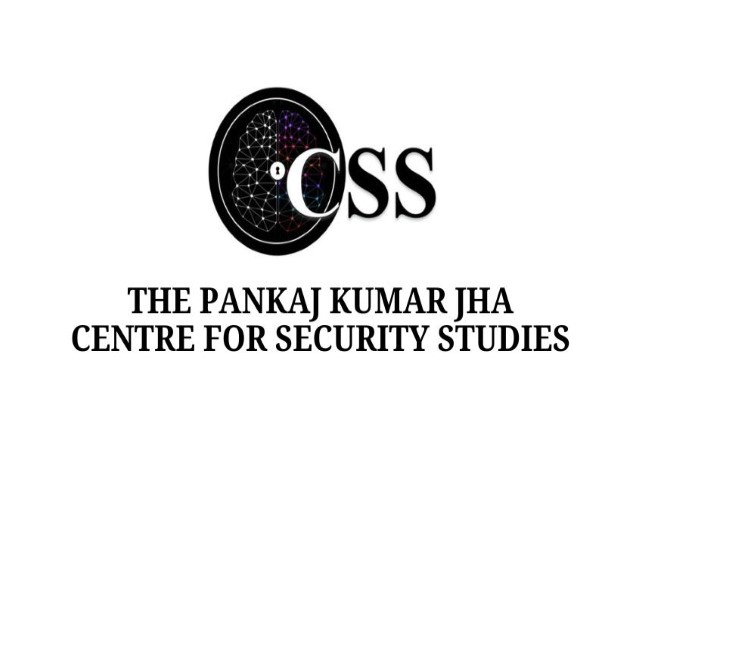 CSS
THE PANKAJ KUMAR JHA
CENTRE FOR SECURITY STUDIES